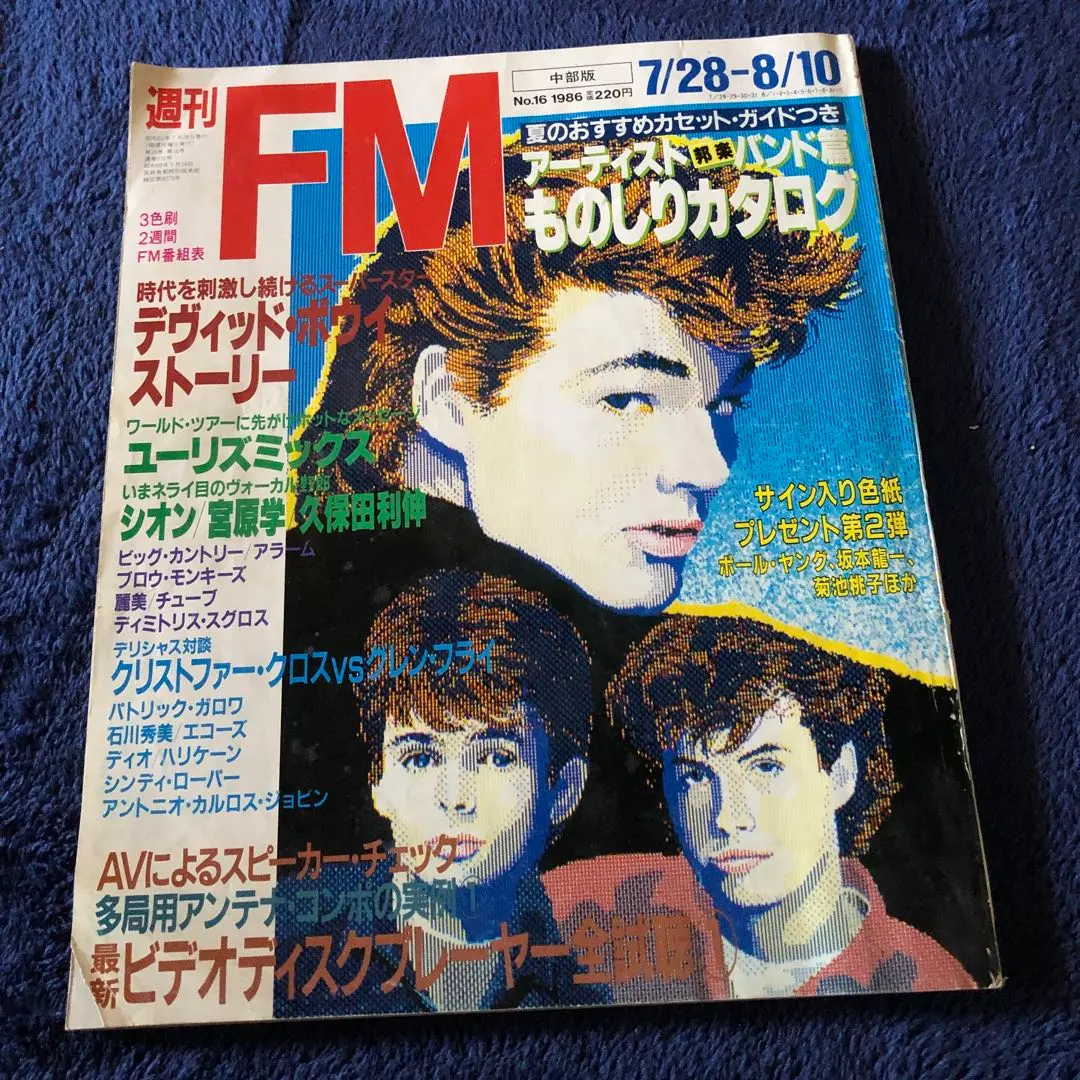 週刊
FM
中部版
No.16 1986 定価220円
7/28-8/10
夏のおすすめカセット・ガイドつき
アーティスト邦楽バンド篇
ものしりカタログ
3色刷
2週間
FM番組表
時代を刺激し続けるスーパースター
デヴィッド・ボウイ
ストーリー
ワールド・ツアーに先がけホットなメッセージ
ユーリズミックス
いまネライ目のヴォーカル野郎
シオン/宮原学/久保田利伸
ビッグ・カントリー/アラーム
ブロウ・モンキーズ
麗美/チューブ
ディミトリス・スグロス
デリシャス対談
クリストファー・クロスvsグレン・フライ
パトリック・ガロワ
石川秀美/エコーズ
ディオ/ハリケーン
シンディ・ローパー
アントニオ・カルロス・ジョビン
サイン入り色紙
プレゼント第2弾
ポール・ヤング、坂本龍一、
菊池桃子ほか
AVによるスピーカー・チェック
多局用アンテナ・コンポの実例①
最新ビデオディスクプレーヤー全試聴①